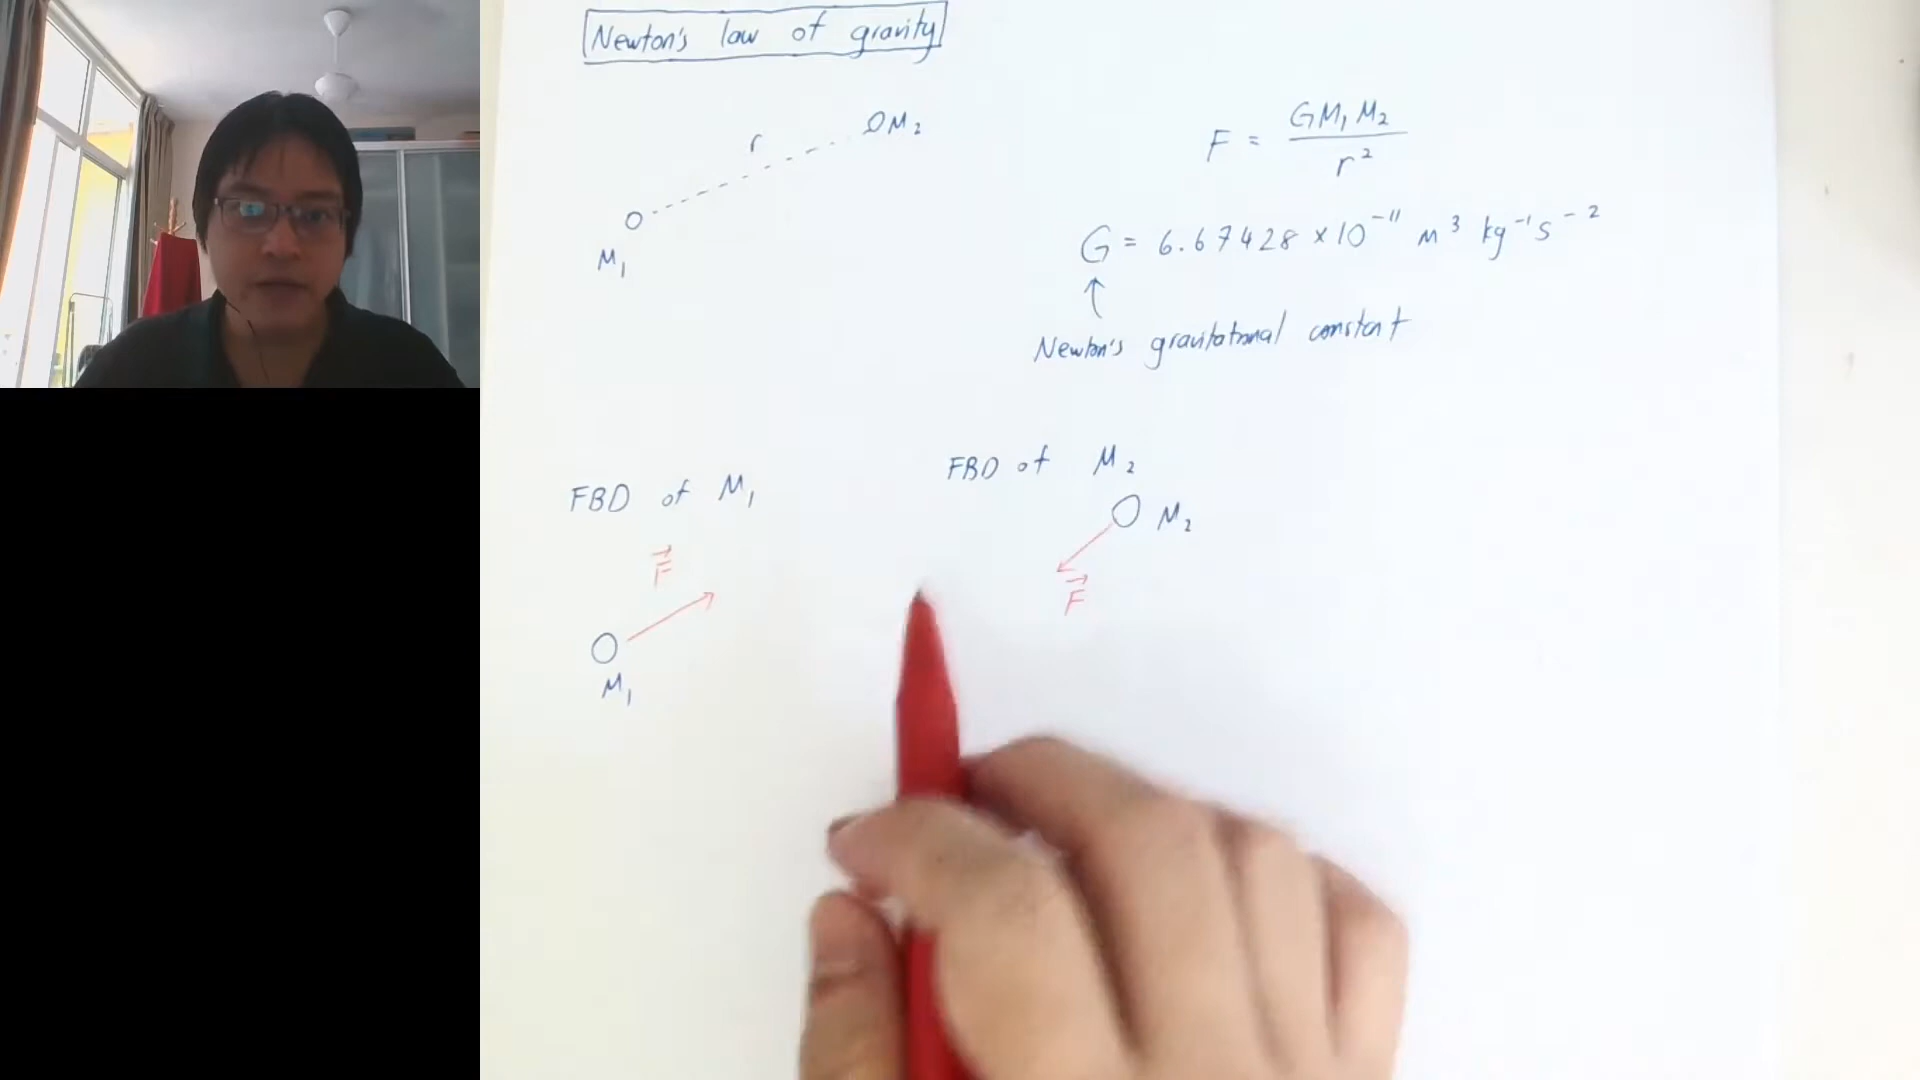 Newton's law of gravity
r
M₂
M₁
F = GM₁M₂ / r²
G = 6.67428 × 10⁻¹¹ m³ kg⁻¹ s⁻²
↑
Newton's gravitational constant
FBD of M₁
F⃗
M₁
FBD of M₂
M₂
F⃗